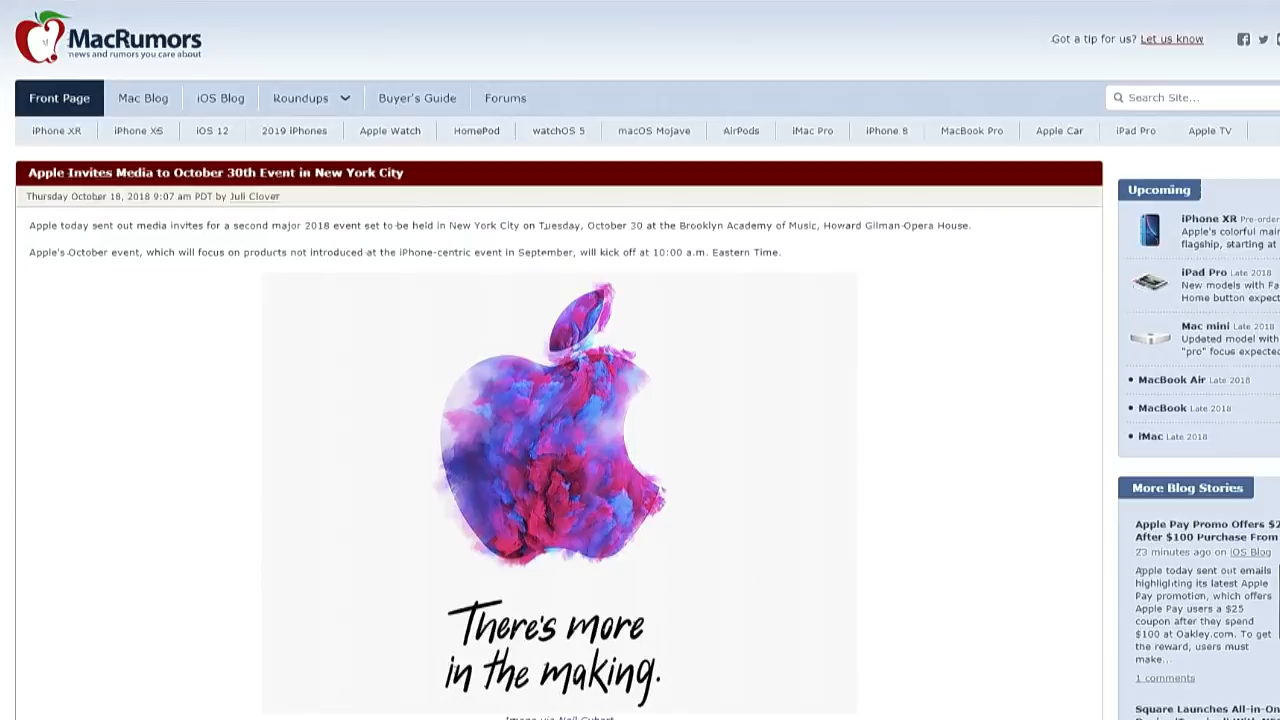 MacRumors
news and rumors you care about
Got a tip for us? Let us know
Front Page Mac Blog iOS Blog Roundups Buyer's Guide Forums
Search Site...
iPhone XR iPhone XS iOS 12 2019 iPhones Apple Watch HomePod watchOS 5 macOS Mojave AirPods iMac Pro iPhone 8 MacBook Pro Apple Car iPad Pro Apple TV
Apple Invites Media to October 30th Event in New York City
Thursday October 18, 2018 9:07 am PDT by Juli Clover
Apple today sent out media invites for a second major 2018 event set to be held in New York City on Tuesday, October 30 at the Brooklyn Academy of Music, Howard Gilman Opera House.
Apple's October event, which will focus on products not introduced at the iPhone-centric event in September, will kick off at 10:00 a.m. Eastern Time.
There's more
in the making.
Image via Neil Cybart
Upcoming
iPhone XR Pre-order
Apple's colorful main
flagship, starting at
iPad Pro Late 2018
New models with Fa
Home button expect
Mac mini Late 2018
Updated model with
"pro" focus expected
• MacBook Air Late 2018
• MacBook Late 2018
• iMac Late 2018
More Blog Stories
Apple Pay Promo Offers $2
After $100 Purchase From
23 minutes ago on iOS Blog
Apple today sent out emails
highlighting its latest Apple
Pay promotion, which offers
Apple Pay users a $25
coupon after they spend
$100 at Oakley.com. To get
the reward, users must
make...
1 comments
Square Launches All-in-On